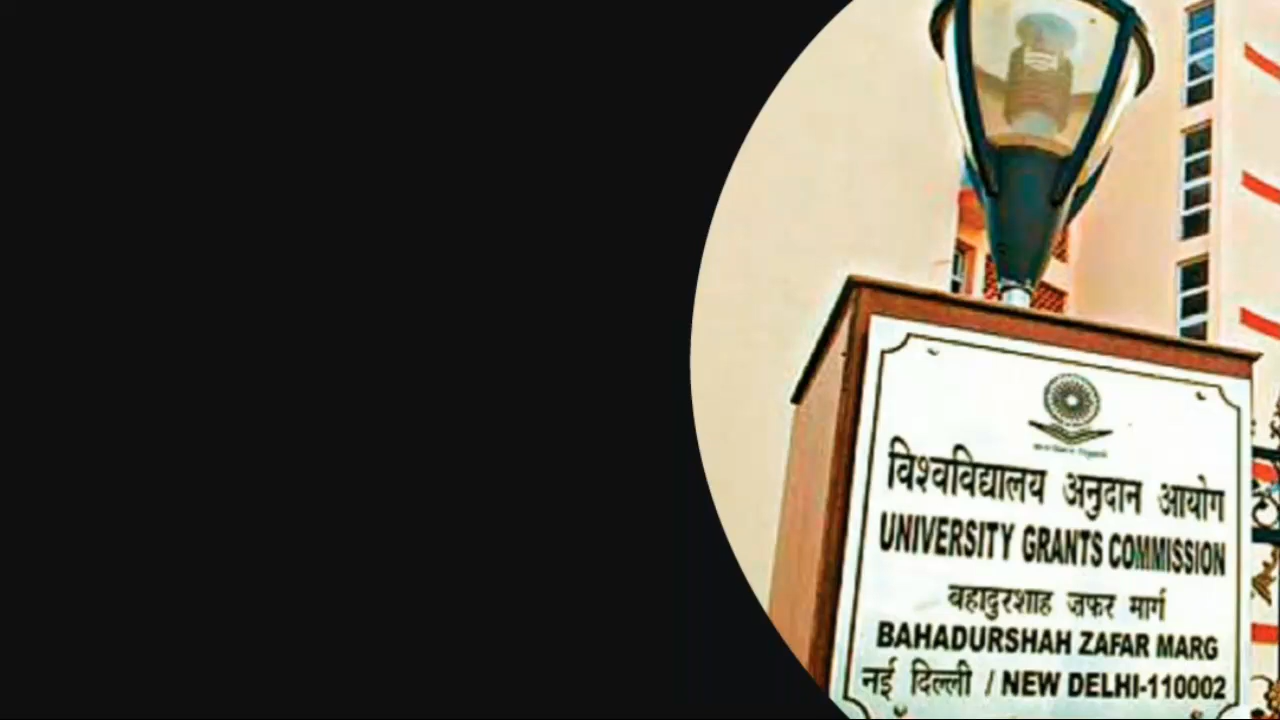 विश्वविद्यालय अनुदान आयोग
UNIVERSITY GRANTS COMMISSION
बहादुरशाह ज़फर मार्ग
BAHADURSHAH ZAFAR MARG
नई दिल्ली / NEW DELHI-110002